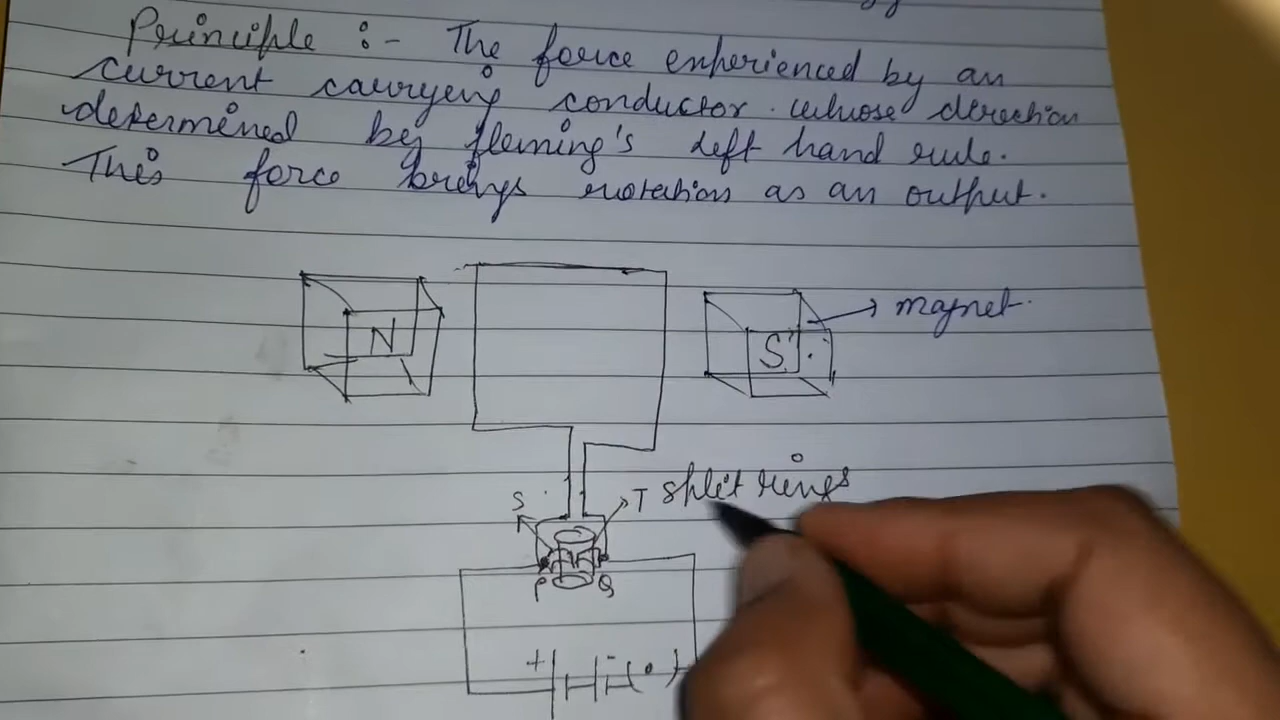 Principle :- The force experienced by an
current carrying conductor. whose direction
determined by fleming's left hand rule.
This force brings rotation as an output.
N
S
magnet.
S
T split rings
P
Q
+
-